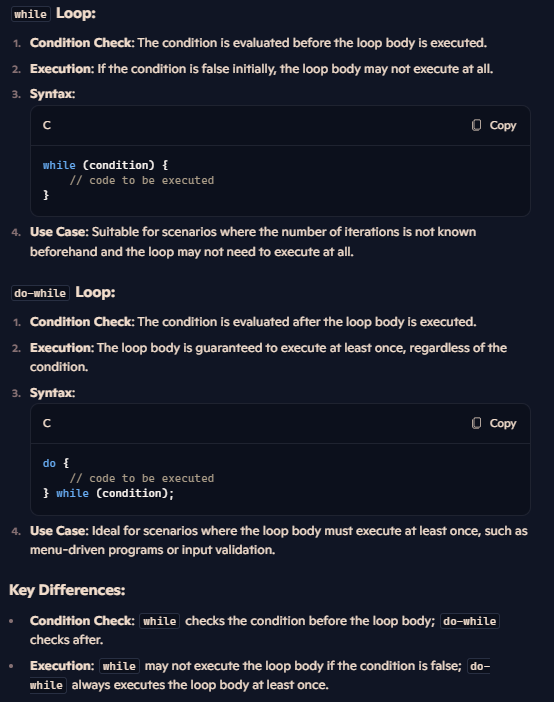 while Loop:
1. Condition Check: The condition is evaluated before the loop body is executed.
2. Execution: If the condition is false initially, the loop body may not execute at all.
3. Syntax:
C Copy
while (condition) {
    // code to be executed
}
4. Use Case: Suitable for scenarios where the number of iterations is not known
beforehand and the loop may not need to execute at all.
do-while Loop:
1. Condition Check: The condition is evaluated after the loop body is executed.
2. Execution: The loop body is guaranteed to execute at least once, regardless of the
condition.
3. Syntax:
C Copy
do {
    // code to be executed
} while (condition);
4. Use Case: Ideal for scenarios where the loop body must execute at least once, such as
menu-driven programs or input validation.
Key Differences:
• Condition Check: while checks the condition before the loop body; do-while
checks after.
• Execution: while may not execute the loop body if the condition is false; do-
while always executes the loop body at least once.